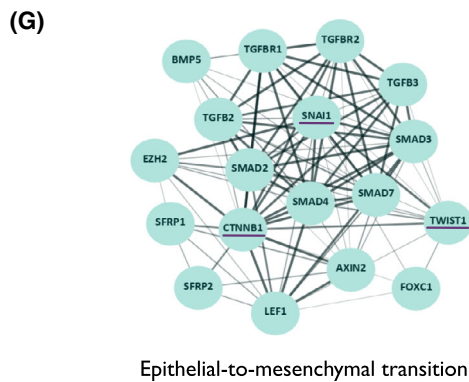 (G)
TGFBR1
TGFBR2
BMP5
TGFB3
TGFB2
SNAI1
SMAD3
EZH2
SMAD2
SMAD7
SMAD4
SFRP1
CTNNB1
TWIST1
AXIN2
SFRP2
FOXC1
LEF1
Epithelial-to-mesenchymal transition